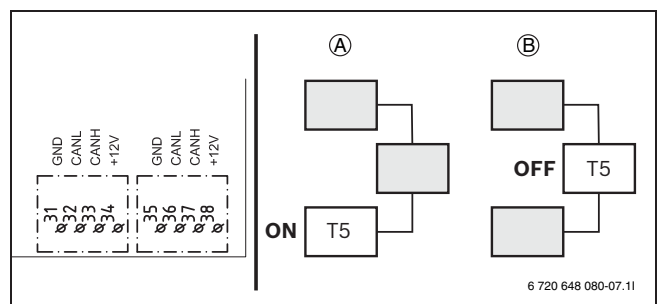 Ⓐ Ⓑ
GND CANL CANH +12V GND CANL CANH +12V
31 32 33 34 35 36 37 38
OFF T5
ON T5
6 720 648 080-07.1I